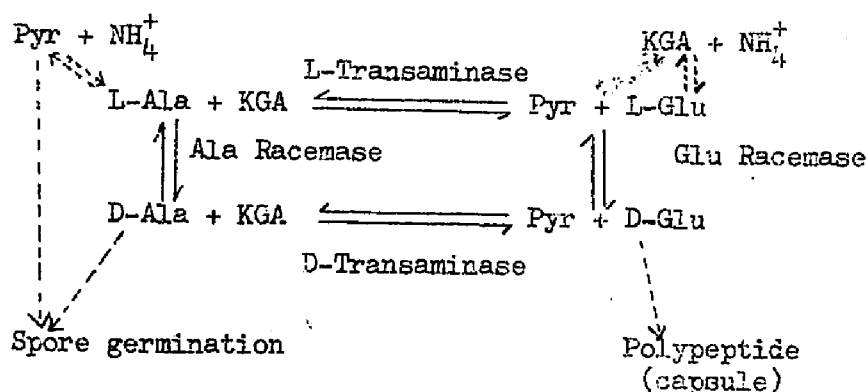 Pyr + NH4+
KGA + NH4+
L-Transaminase
L-Ala + KGA
Pyr + L-Glu
Ala Racemase
Glu Racemase
D-Ala + KGA
Pyr + D-Glu
D-Transaminase
Spore germination
Polypeptide
(capsule)